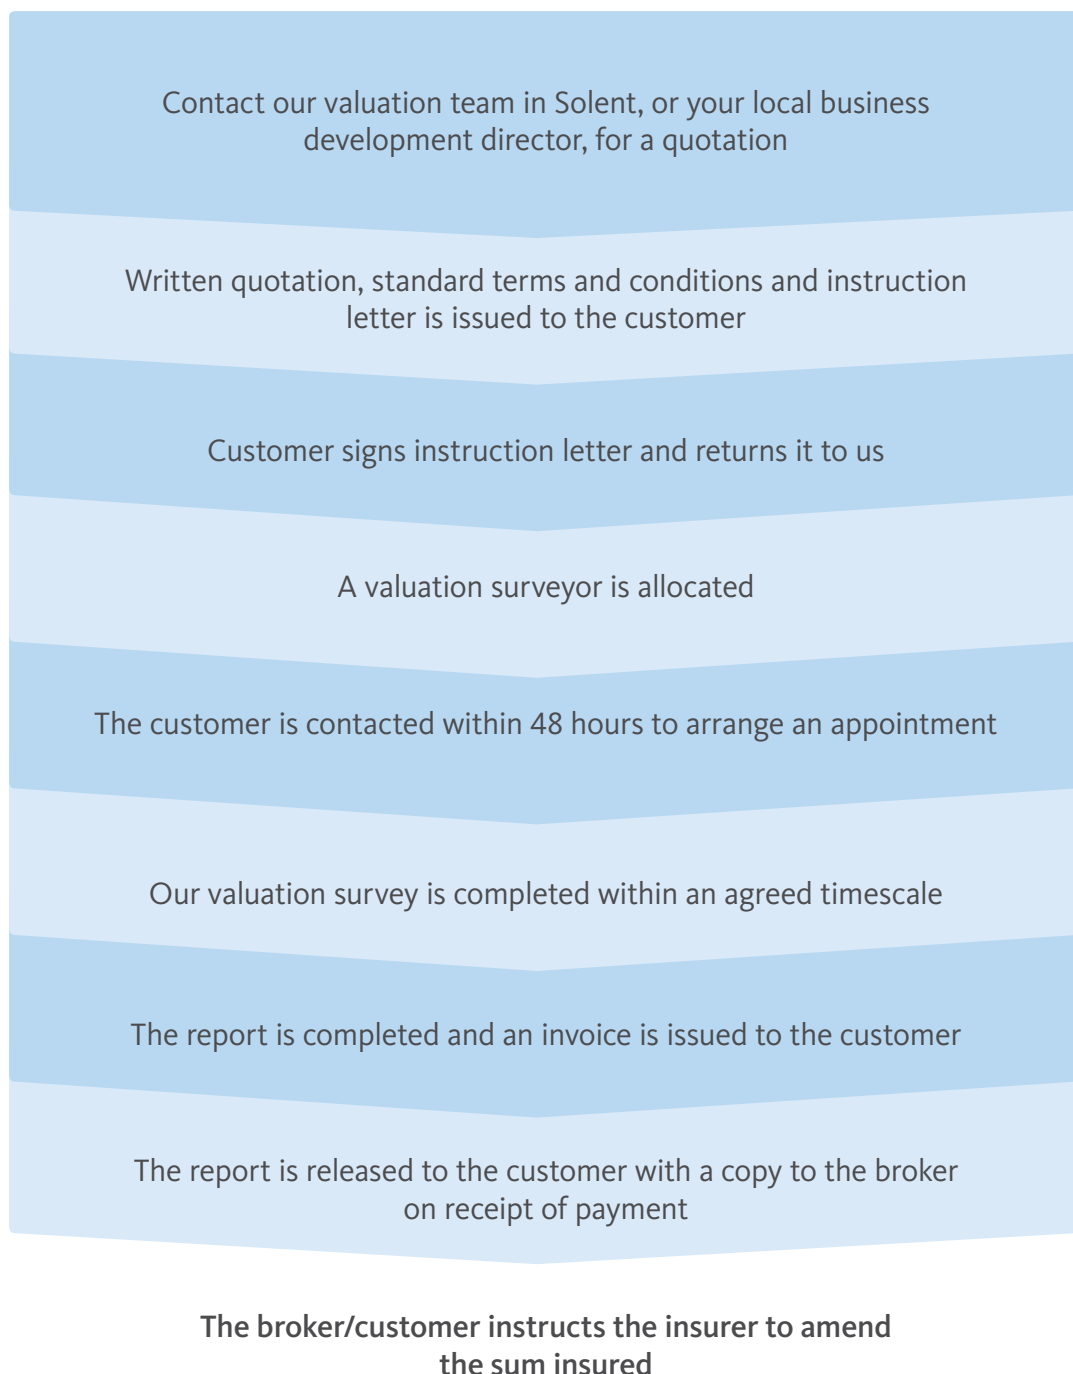 Contact our valuation team in Solent, or your local business
development director, for a quotation
Written quotation, standard terms and conditions and instruction
letter is issued to the customer
Customer signs instruction letter and returns it to us
A valuation surveyor is allocated
The customer is contacted within 48 hours to arrange an appointment
Our valuation survey is completed within an agreed timescale
The report is completed and an invoice is issued to the customer
The report is released to the customer with a copy to the broker
on receipt of payment
The broker/customer instructs the insurer to amend
the sum insured